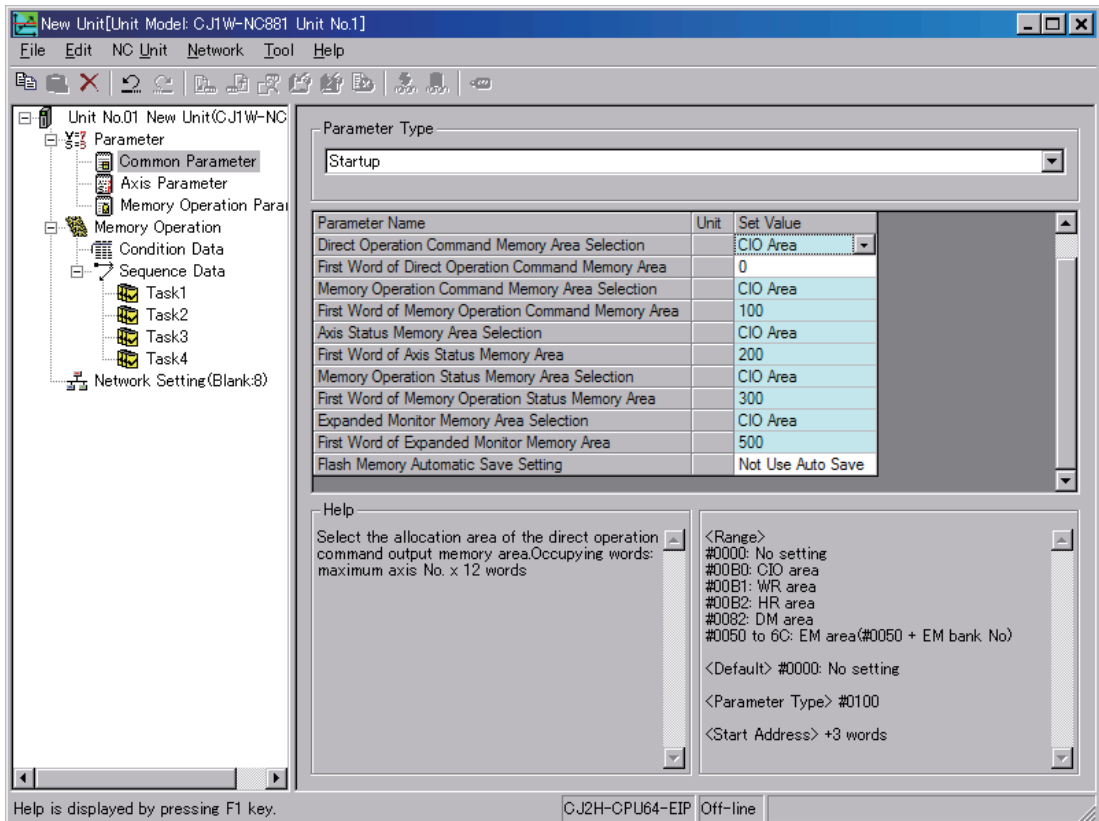 New Unit[Unit Model: CJ1W-NC881 Unit No.1]
File Edit NC Unit Network Tool Help
Unit No.01 New Unit(CJ1W-NC
Parameter
Common Parameter
Axis Parameter
Memory Operation Para
Memory Operation
Condition Data
Sequence Data
Task1
Task2
Task3
Task4
Network Setting(Blank:8)
Parameter Type
Startup
Parameter Name Unit Set Value
Direct Operation Command Memory Area Selection CIO Area
First Word of Direct Operation Command Memory Area 0
Memory Operation Command Memory Area Selection CIO Area
First Word of Memory Operation Command Memory Area 100
Axis Status Memory Area Selection CIO Area
First Word of Axis Status Memory Area 200
Memory Operation Status Memory Area Selection CIO Area
First Word of Memory Operation Status Memory Area 300
Expanded Monitor Memory Area Selection CIO Area
First Word of Expanded Monitor Memory Area 500
Flash Memory Automatic Save Setting Not Use Auto Save
Help
Select the allocation area of the direct operation
command output memory area.Occupying words:
maximum axis No. x 12 words
<Range>
#0000: No setting
#00B0: CIO area
#00B1: WR area
#00B2: HR area
#0082: DM area
#0050 to 6C: EM area(#0050 + EM bank No)
<Default> #0000: No setting
<Parameter Type> #0100
<Start Address> +3 words
Help is displayed by pressing F1 key.
CJ2H-CPU64-EIP Off-line